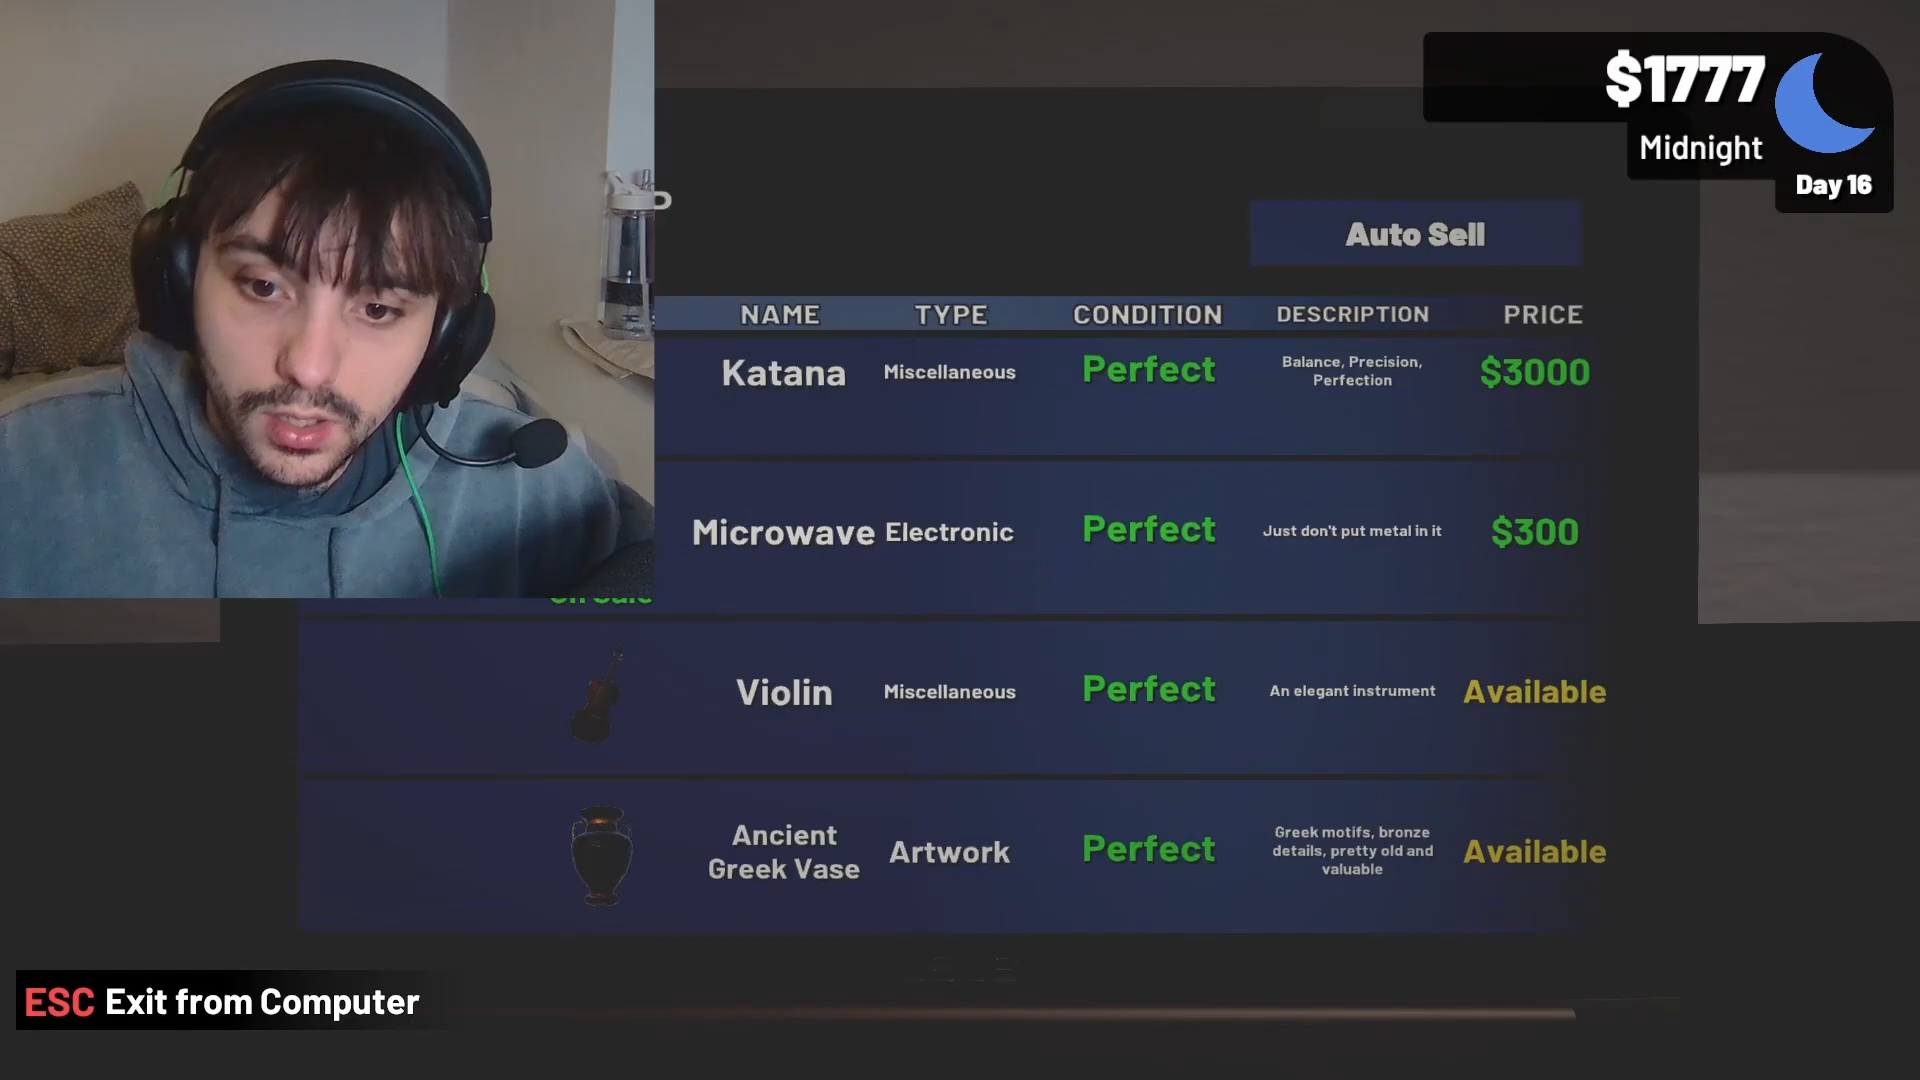 $1777
Midnight
Day 16
Auto Sell
NAME TYPE CONDITION DESCRIPTION PRICE
Katana Miscellaneous Perfect Balance, Precision, Perfection $3000
Microwave Electronic Perfect Just don't put metal in it $300
On Sale
Violin Miscellaneous Perfect An elegant instrument Available
Ancient Greek Vase Artwork Perfect Greek motifs, bronze details, pretty old and valuable Available
ESC Exit from Computer